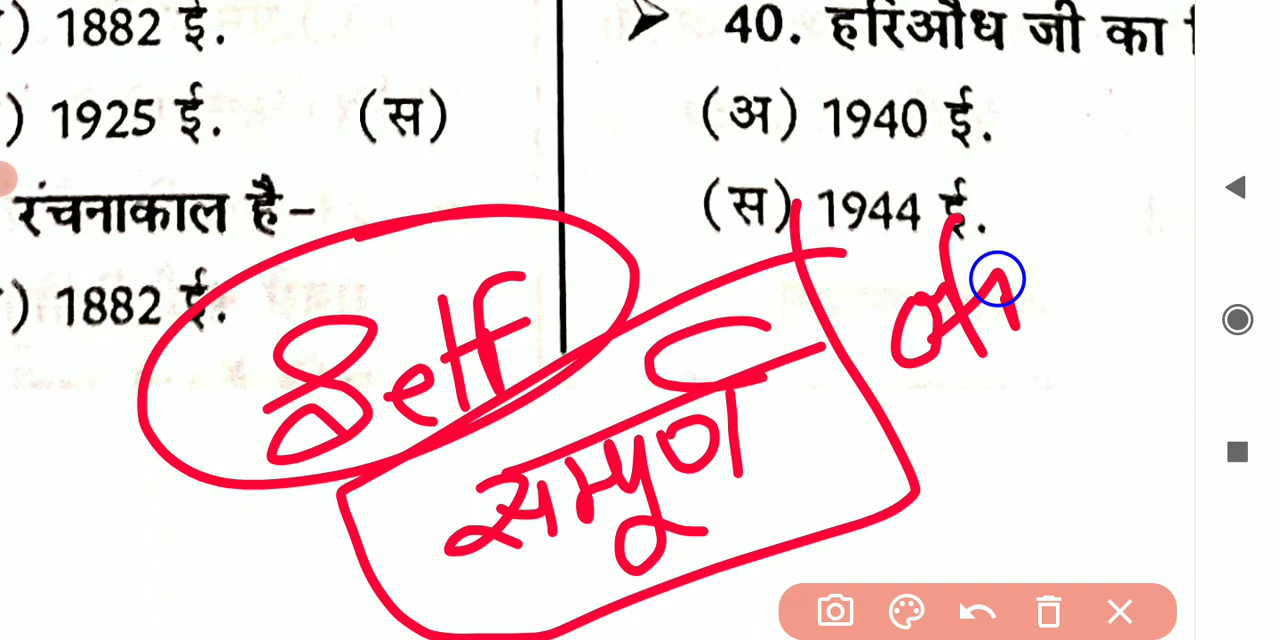 ) 1882 ई.
) 1925 ई. (स)
रचनाकाल है–
) 1882 ई.
40. हरिऔध जी का
(अ) 1940 ई.
(स) 1944 ई.
Self
सम्पूर्ण